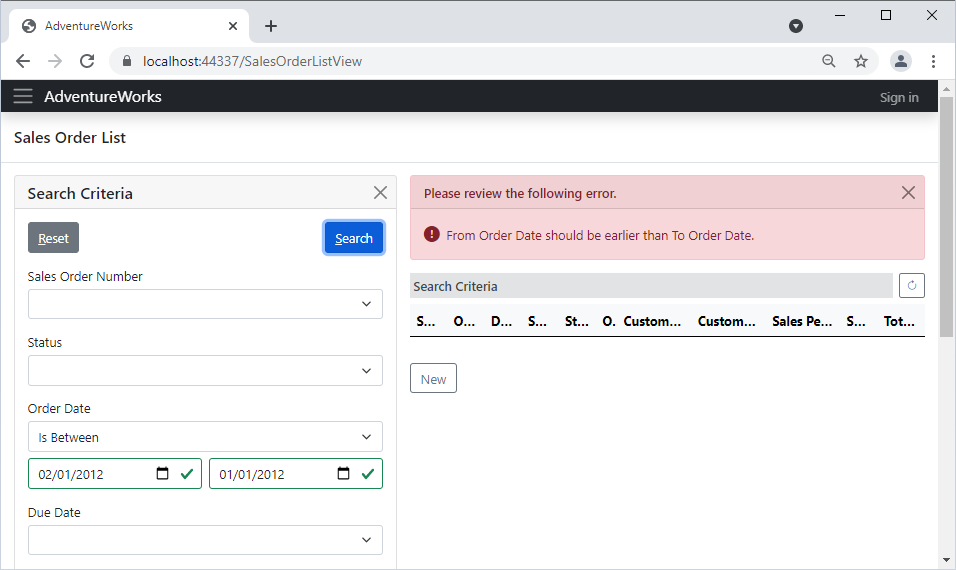 AdventureWorks
localhost:44337/SalesOrderListView
AdventureWorks
Sign in
Sales Order List
Search Criteria
Reset
Search
Sales Order Number
Status
Order Date
Is Between
02/01/2012
01/01/2012
Due Date
Please review the following error.
From Order Date should be earlier than To Order Date.
Search Criteria
S... O... D... S... St... O. Custom... Custom... Sales Pe... S... Tot...
New